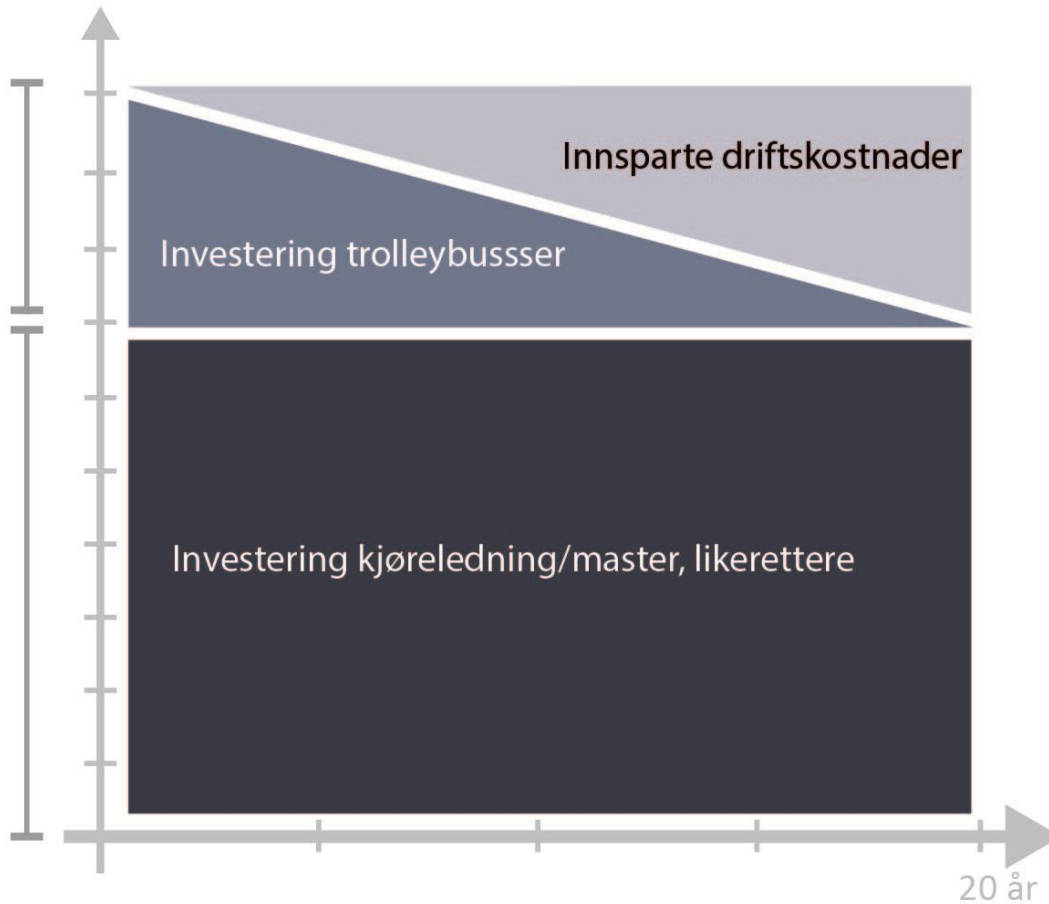 Innsparte driftskostnader
Investering trolleybussser
Investering kjøreledning/master, likerettere
20 år